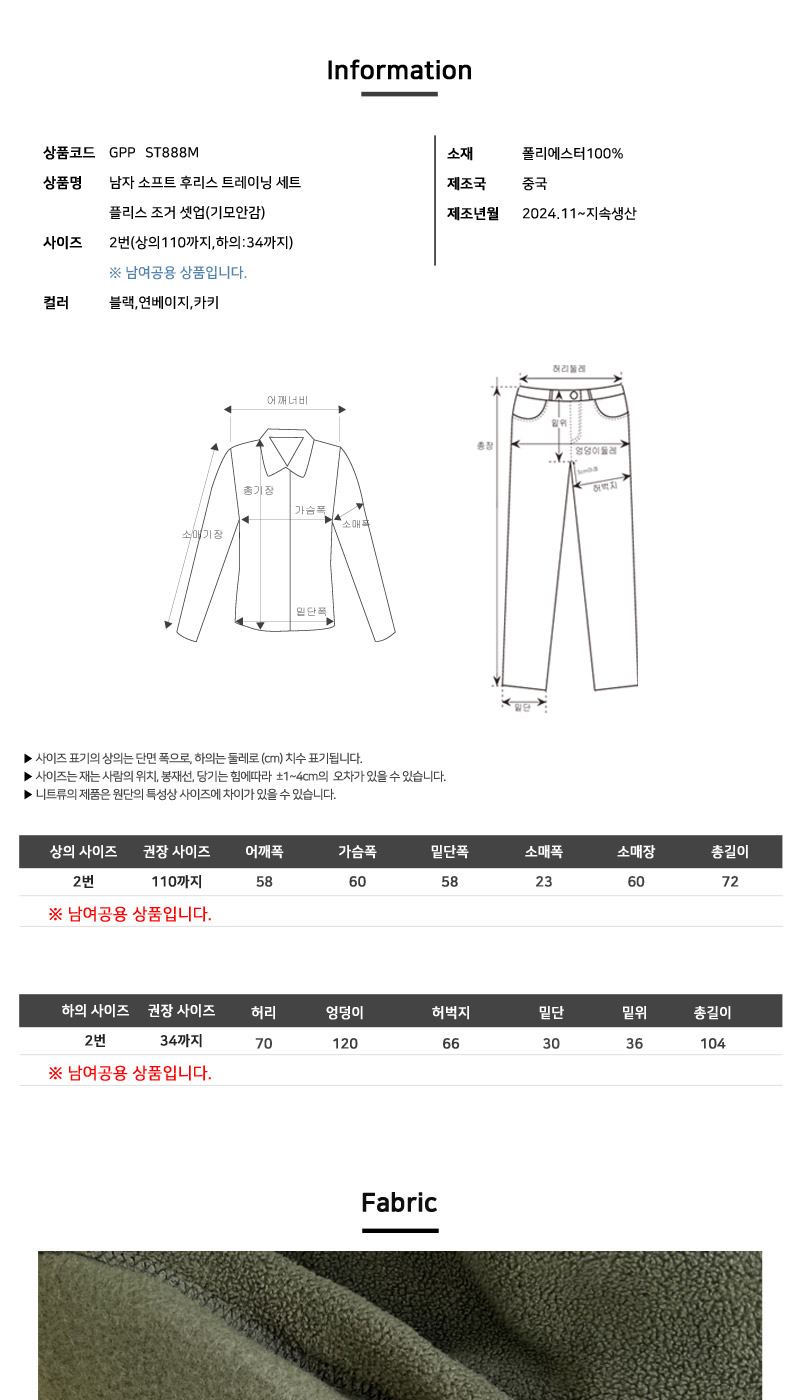 Information
상품코드 GPP ST888M
상품명 남자 소프트 후리스 트레이닝 세트
플리스 조거 셋업(기모안감)
사이즈 2번(상의110까지,하의:34까지)
※ 남여공용 상품입니다.
컬러 블랙,연베이지,카키
소재 폴리에스터100%
제조국 중국
제조년월 2024.11~지속생산
어깨너비
총기장
가슴폭
소매폭
소매기장
밑단폭
허리둘레
밑위
총장
엉덩이둘레
허벅지
밑단
▶ 사이즈 표기의 상의는 단면 폭으로, 하의는 둘레로 (cm) 치수 표기됩니다.
▶ 사이즈는 재는 사람의 위치, 봉재선, 당기는 힘에따라 ±1~4cm의 오차가 있을 수 있습니다.
▶ 니트류의 제품은 원단의 특성상 사이즈에 차이가 있을 수 있습니다.
상의 사이즈 권장 사이즈 어깨폭 가슴폭 밑단폭 소매폭 소매장 총길이
2번 110까지 58 60 58 23 60 72
※ 남여공용 상품입니다.
하의 사이즈 권장 사이즈 허리 엉덩이 허벅지 밑단 밑위 총길이
2번 34까지 70 120 66 30 36 104
※ 남여공용 상품입니다.
Fabric